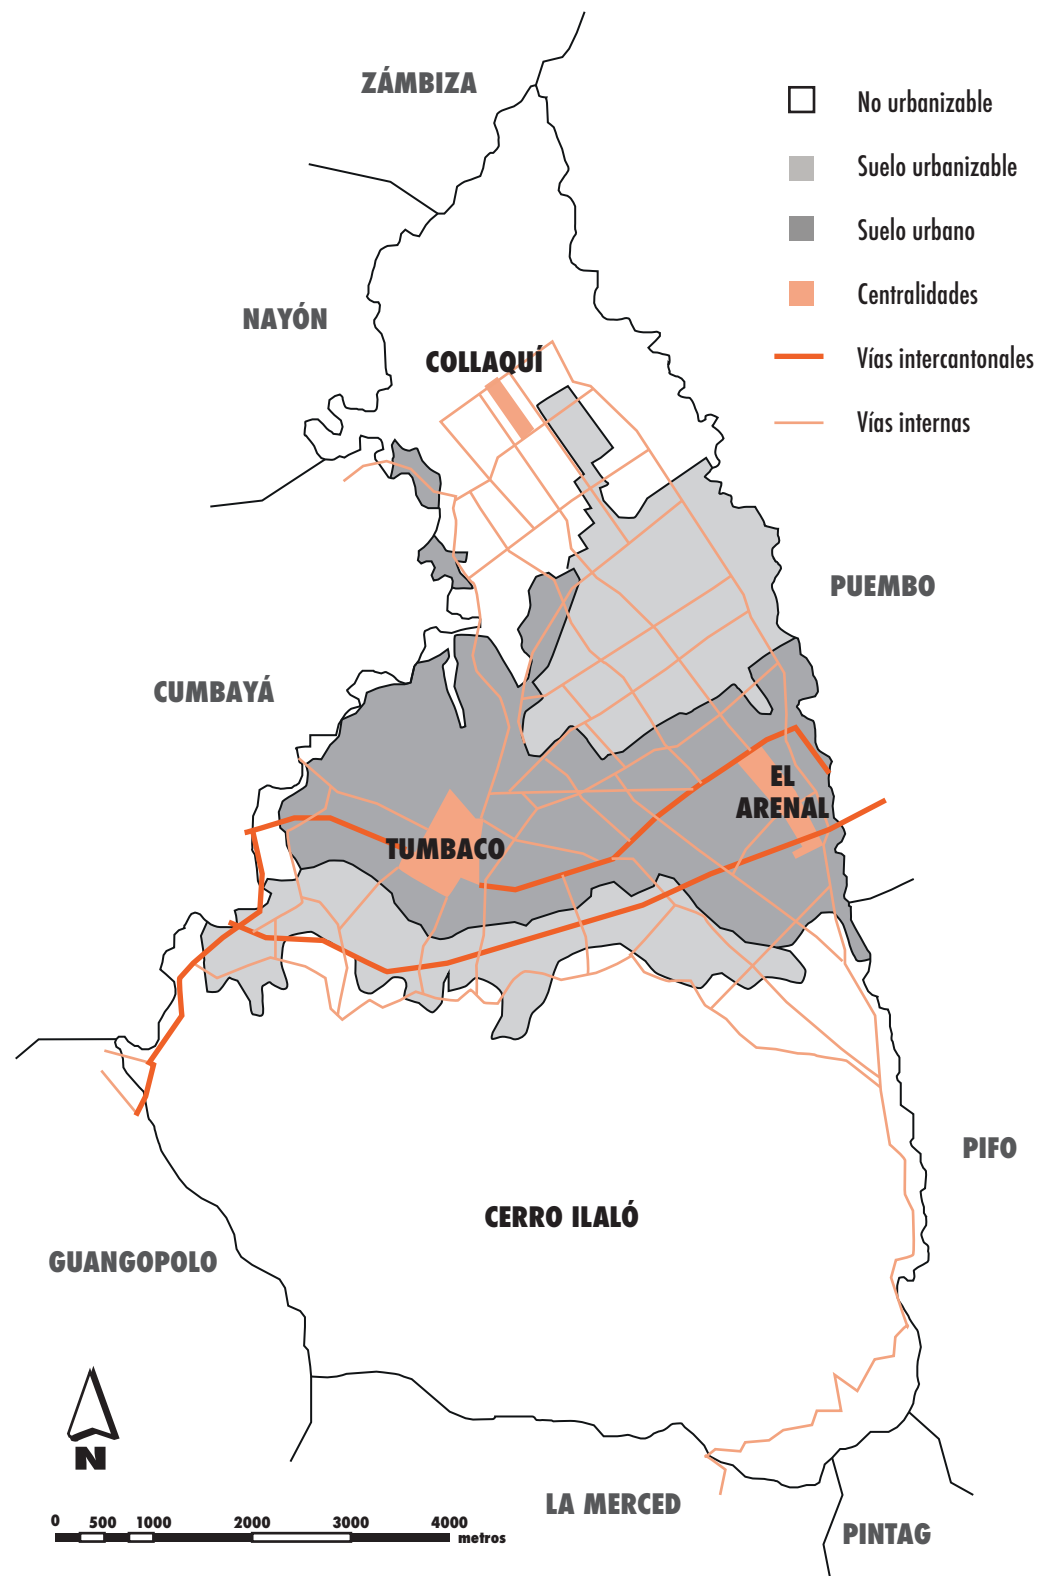 ZÁMBIZA
No urbanizable
Suelo urbanizable
Suelo urbano
Centralidades
Vías intercantonales
Vías internas
NAYÓN
COLLAQUÍ
PUEMBO
CUMBAYÁ
EL
ARENAL
TUMBACO
PIFO
CERRO ILALÓ
GUANGOPOLO
N
LA MERCED
PINTAG
0 500 1000 2000 3000 4000
metros